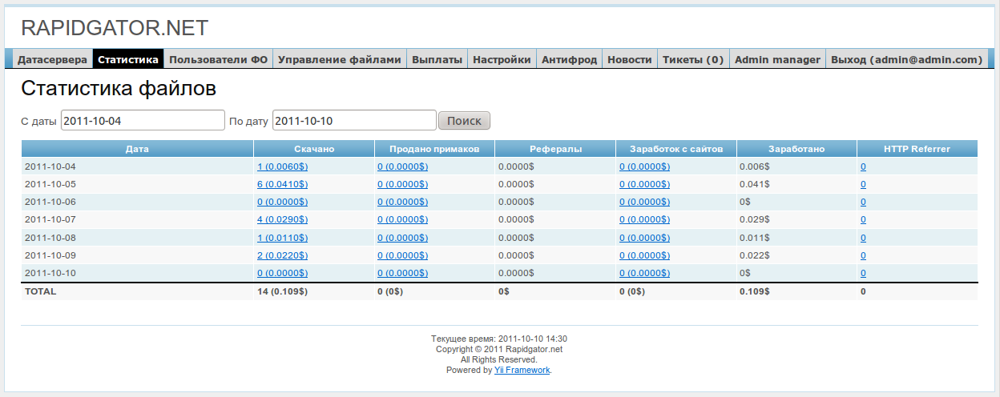 RAPIDGATOR.NET
Датасервера Статистика Пользователи ФО Управление файлами Выплаты Настройки Антифрод Новости Тикеты (0) Admin manager Выход (admin@admin.com)
Статистика файлов
С даты 2011-10-04 По дату 2011-10-10 Поиск
Дата Скачано Продано примаков Рефералы Заработок с сайтов Заработано HTTP Referrer
2011-10-04 1 (0.0060$) 0 (0.0000$) 0.0000$ 0 (0.0000$) 0.006$ 0
2011-10-05 6 (0.0410$) 0 (0.0000$) 0.0000$ 0 (0.0000$) 0.041$ 0
2011-10-06 0 (0.0000$) 0 (0.0000$) 0.0000$ 0 (0.0000$) 0$ 0
2011-10-07 4 (0.0290$) 0 (0.0000$) 0.0000$ 0 (0.0000$) 0.029$ 0
2011-10-08 1 (0.0110$) 0 (0.0000$) 0.0000$ 0 (0.0000$) 0.011$ 0
2011-10-09 2 (0.0220$) 0 (0.0000$) 0.0000$ 0 (0.0000$) 0.022$ 0
2011-10-10 0 (0.0000$) 0 (0.0000$) 0.0000$ 0 (0.0000$) 0$ 0
TOTAL 14 (0.109$) 0 (0$) 0$ 0 (0$) 0.109$ 0
Текущее время: 2011-10-10 14:30
Copyright © 2011 Rapidgator.net
All Rights Reserved.
Powered by Yii Framework.